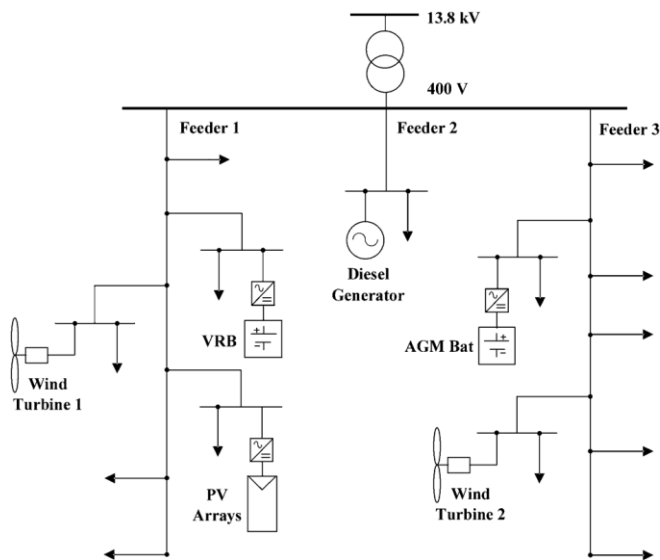 13.8 kV
400 V
Feeder 1
Feeder 2
Feeder 3
Diesel
Generator
VRB
AGM Bat
Wind
Turbine 1
PV
Arrays
Wind
Turbine 2